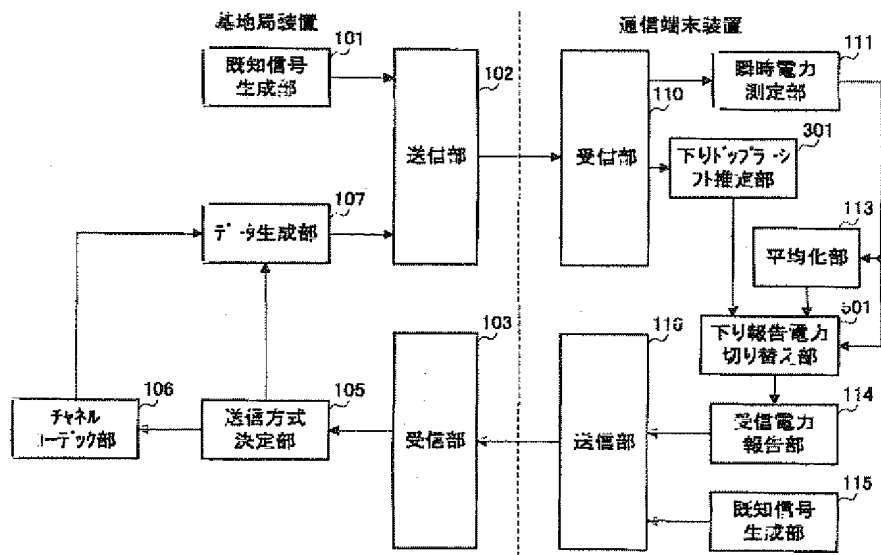 基地局装置
通信端末装置
101
既知信号
生成部
102
送信部
110
受信部
111
瞬時電力
測定部
301
下りドップラーシ
フト推定部
107
データ生成部
113
平均化部
601
下り報告電力
切り替え部
103
受信部
116
送信部
106
チャネル
コーデック部
105
送信方式
決定部
114
受信電力
報告部
115
既知信号
生成部